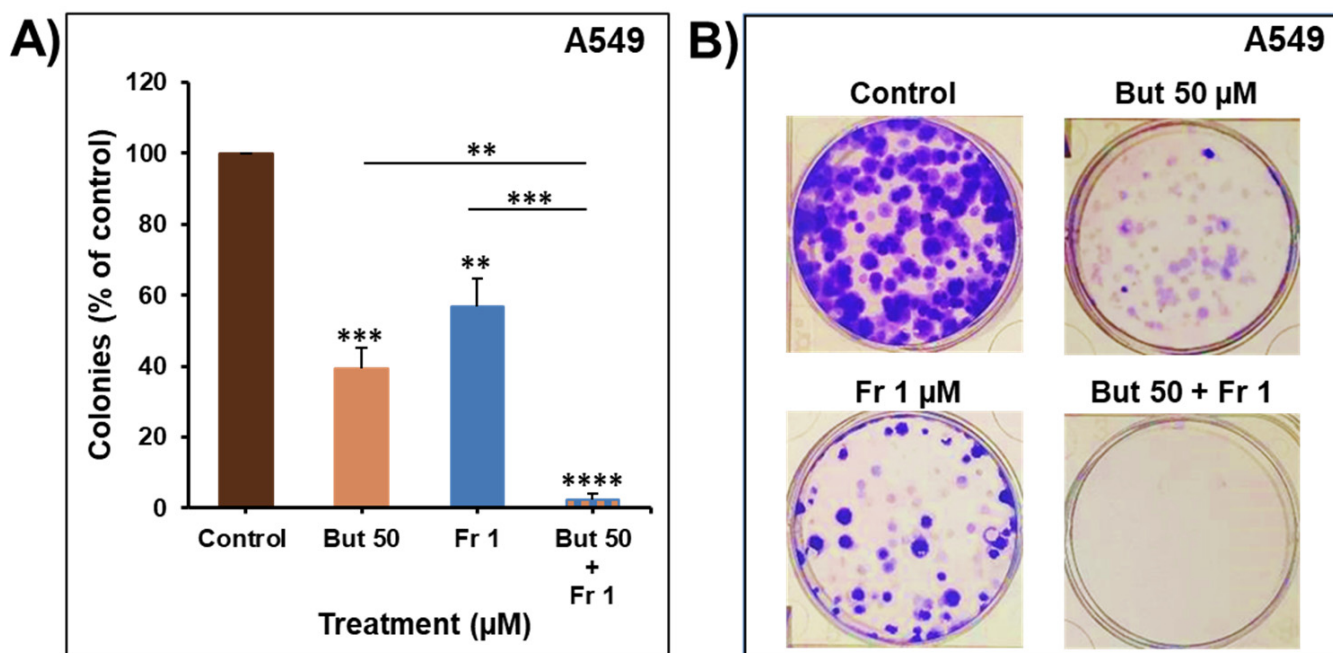 A)
A549
120
100
80
60
40
20
0
Colonies (% of control)
**
***
**
***
****
Control
But 50
Fr 1
But 50
+
Fr 1
Treatment (µM)
B)
A549
Control
But 50 µM
Fr 1 µM
But 50 + Fr 1